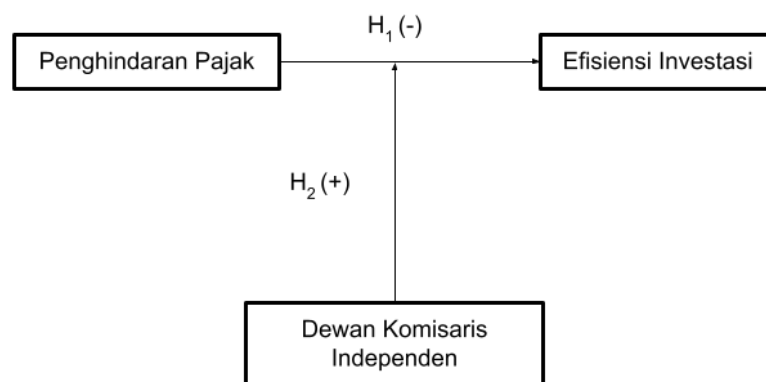 H1 (-)
Penghindaran Pajak
Efisiensi Investasi
H2 (+)
Dewan Komisaris
Independen